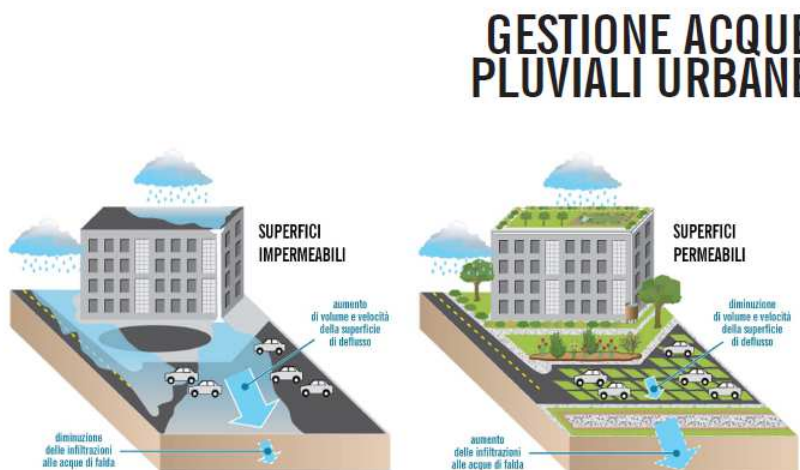 GESTIONE ACQUE
PLUVIALI URBANE
SUPERFICI
IMPERMEABILI
aumento
di volume e velocità
della superficie
di deflusso
diminuzione
delle infiltrazioni
alle acque di falda
SUPERFICI
PERMEABILI
diminuzione
di volume e velocità
della superficie
di deflusso
aumento
delle infiltrazioni
alle acque di falda